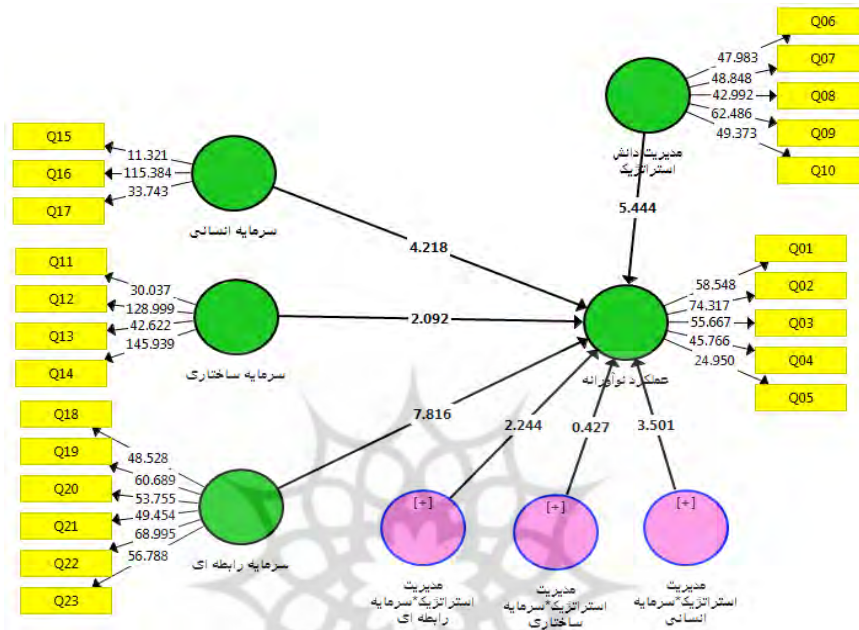 Q06
Q07
Q08
Q09
Q10
47.983
48.848
42.992
62.486
49.373
مدیریت دانش
استراتژیک
5.444
Q15
Q16
Q17
11.321
115.384
33.743
سرمایه انسانی
4.218
Q11
Q12
Q13
Q14
30.037
128.999
42.622
145.939
سرمایه ساختاری
2.092
Q01
Q02
Q03
Q04
Q05
58.548
74.317
55.667
45.766
24.950
عملکرد نوآورانه
Q18
Q19
Q20
Q21
Q22
Q23
48.528
60.689
53.755
49.454
68.995
56.788
سرمایه رابطه ای
7.816
2.244
0.427
3.501
[+]
[+]
[+]
مدیریت
استراتژیک*سرمایه
رابطه ای
مدیریت
استراتژیک*سرمایه
ساختاری
مدیریت
استراتژیک*سرمایه
انسانی